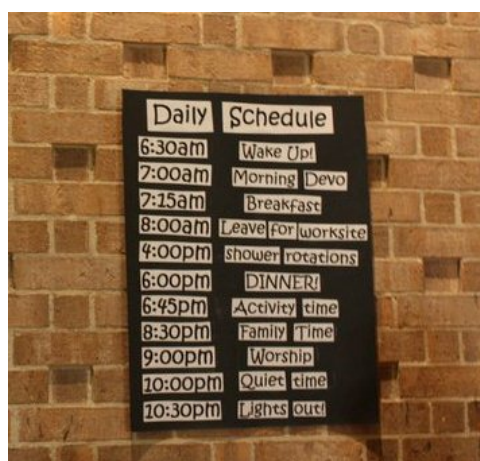 Daily Schedule
6:30am Wake Up!
7:00am Morning Devo
7:15am Breakfast
8:00am Leave for worksite
4:00pm shower rotations
6:00pm DINNER!
6:45pm Activity time
8:30pm Family Time
9:00pm Worship
10:00pm Quiet time
10:30pm Lights out!